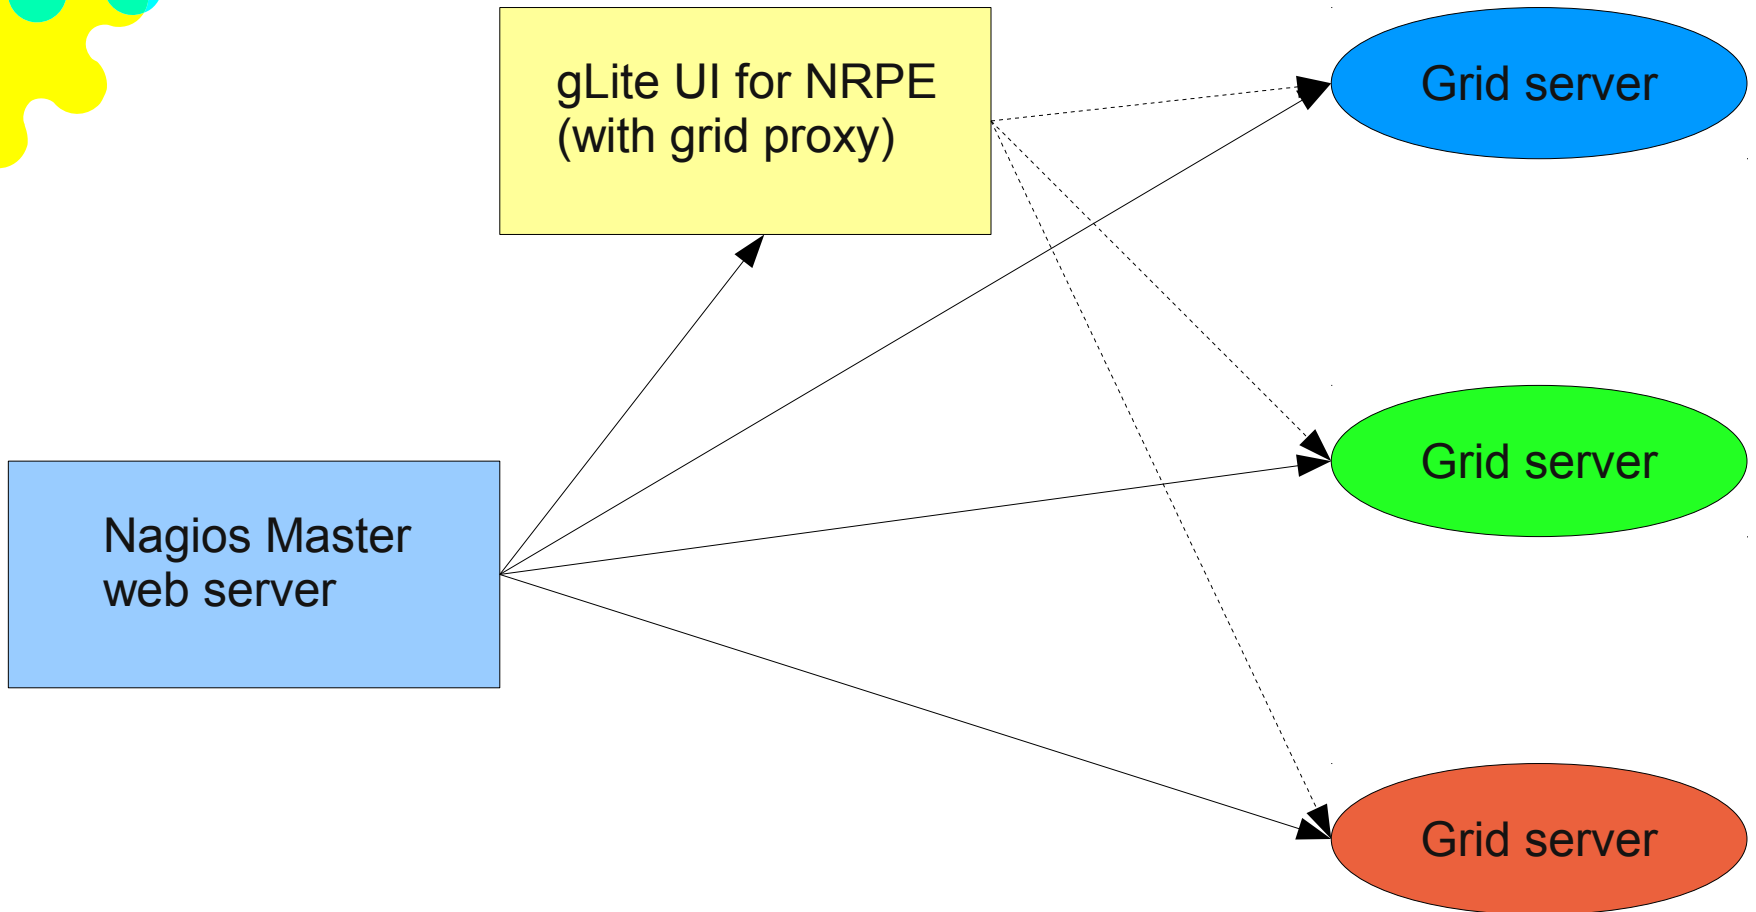 gLite UI for NRPE
(with grid proxy)
Grid server
Grid server
Nagios Master
web server
Grid server